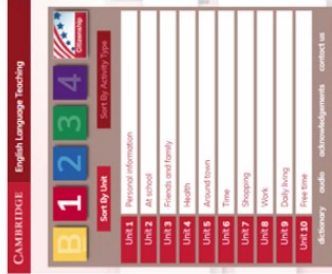 CAMBRIDGE English Language Teaching
B 1 2 3 4 Citizenship
Sort By Unit Sort By Activity Type
Unit 1 Personal information
Unit 2 At school
Unit 3 Friends and family
Unit 4 Health
Unit 5 Around town
Unit 6 Time
Unit 7 Shopping
Unit 8 Work
Unit 9 Daily living
Unit 10 Free time
dictionary audio acknowledgements contact us